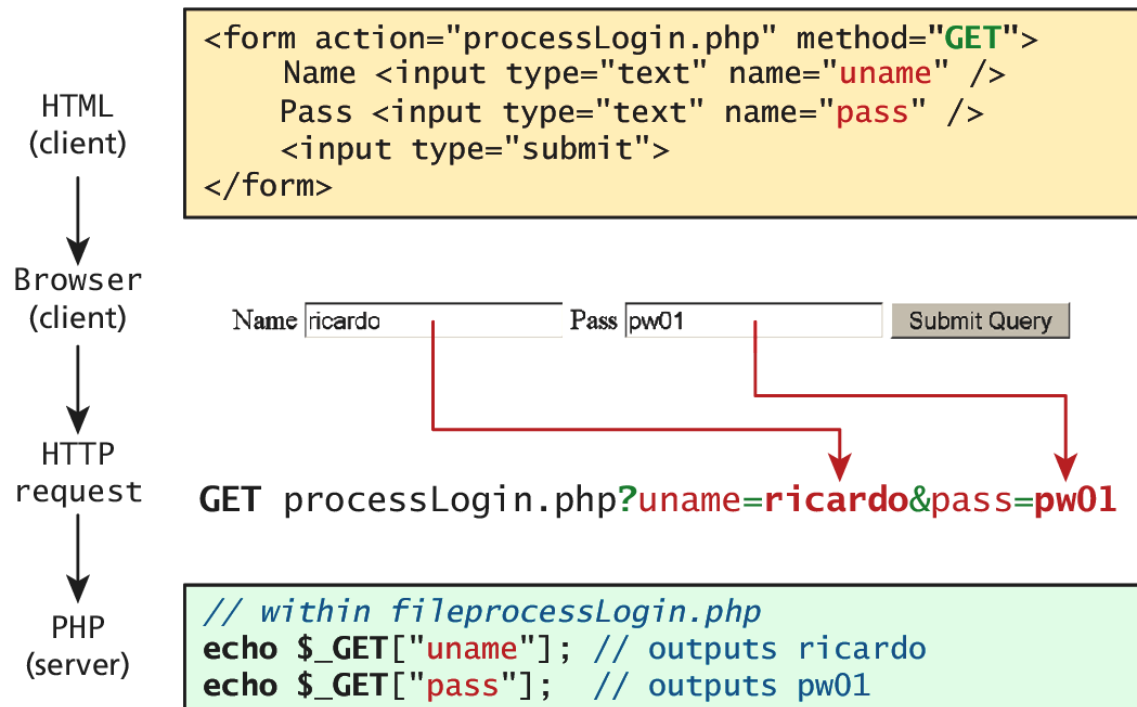 <form action="processLogin.php" method="GET">
Name <input type="text" name="uname" />
Pass <input type="text" name="pass" />
<input type="submit">
</form>
HTML
(client)
Browser
(client)
Name ricardo Pass pw01 Submit Query
HTTP
request
GET processLogin.php?uname=ricardo&pass=pw01
PHP
(server)
// within fileprocessLogin.php
echo $_GET["uname"]; // outputs ricardo
echo $_GET["pass"]; // outputs pw01